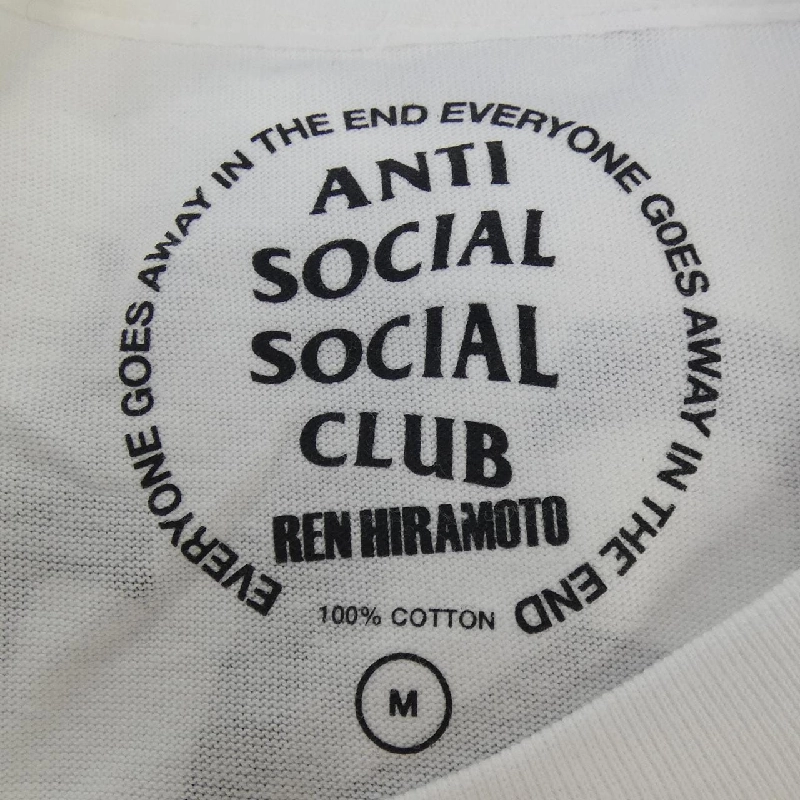 EVERYONE GOES AWAY IN THE END EVERYONE GOES AWAY IN THE END
ANTI
SOCIAL
SOCIAL
CLUB
REN HIRAMOTO
100% COTTON
M